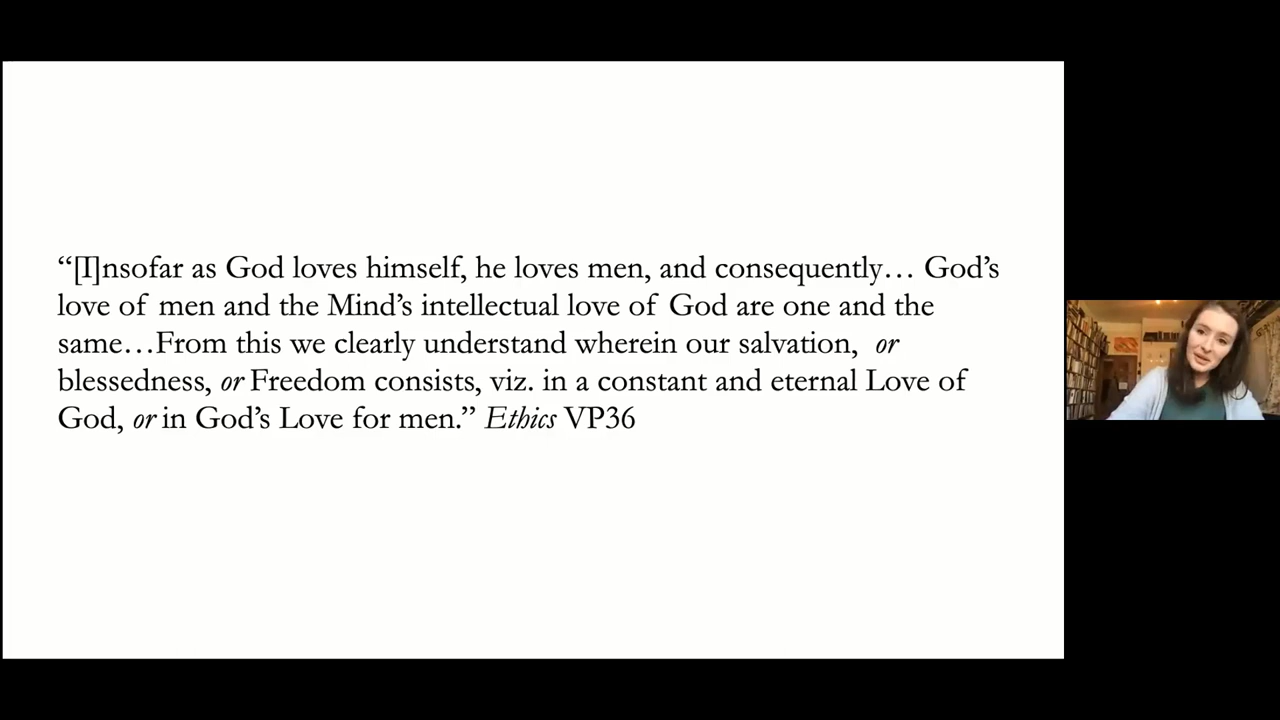 “[I]nsofar as God loves himself, he loves men, and consequently… God’s
love of men and the Mind’s intellectual love of God are one and the
same…From this we clearly understand wherein our salvation, or
blessedness, or Freedom consists, viz. in a constant and eternal Love of
God, or in God’s Love for men.” Ethics VP36